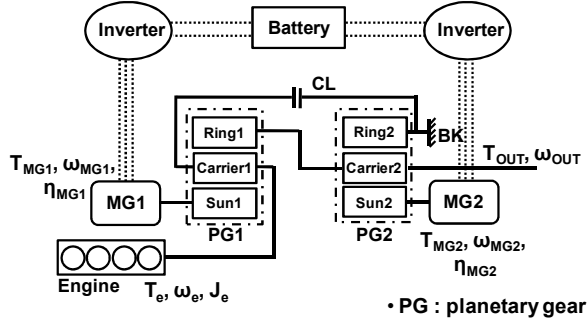 Inverter
Battery
Inverter
CL
Ring1
Ring2
BK
T_MG1, ω_MG1,
η_MG1
Carrier1
Carrier2
T_OUT, ω_OUT
MG1
Sun1
Sun2
MG2
PG1
PG2
T_MG2, ω_MG2,
η_MG2
Engine
T_e, ω_e, J_e
• PG : planetary gear